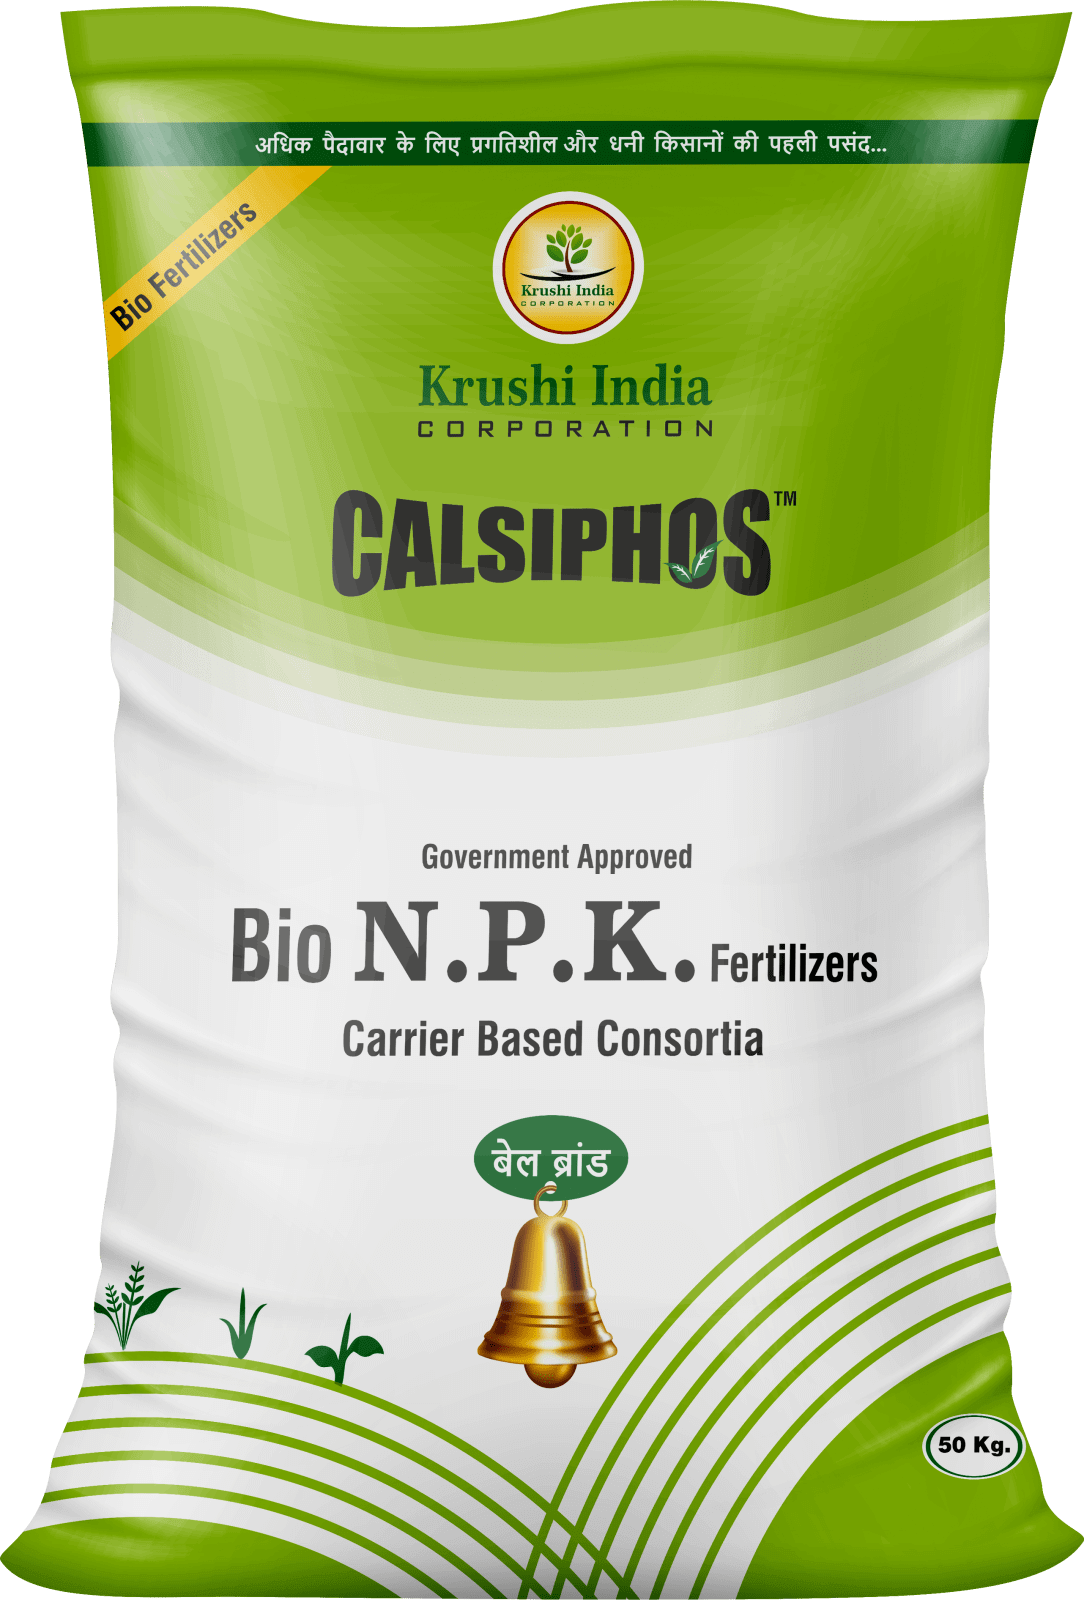 अधिक पैदावार के लिए प्रगतिशील और धनी किसानों की पहली पसंद...
Bio Fertilizers
Krushi India
CORPORATION
Krushi India
CORPORATION
CALSIPHOS™
Government Approved
Bio N.P.K. Fertilizers
Carrier Based Consortia
बेल ब्रांड
50 Kg.